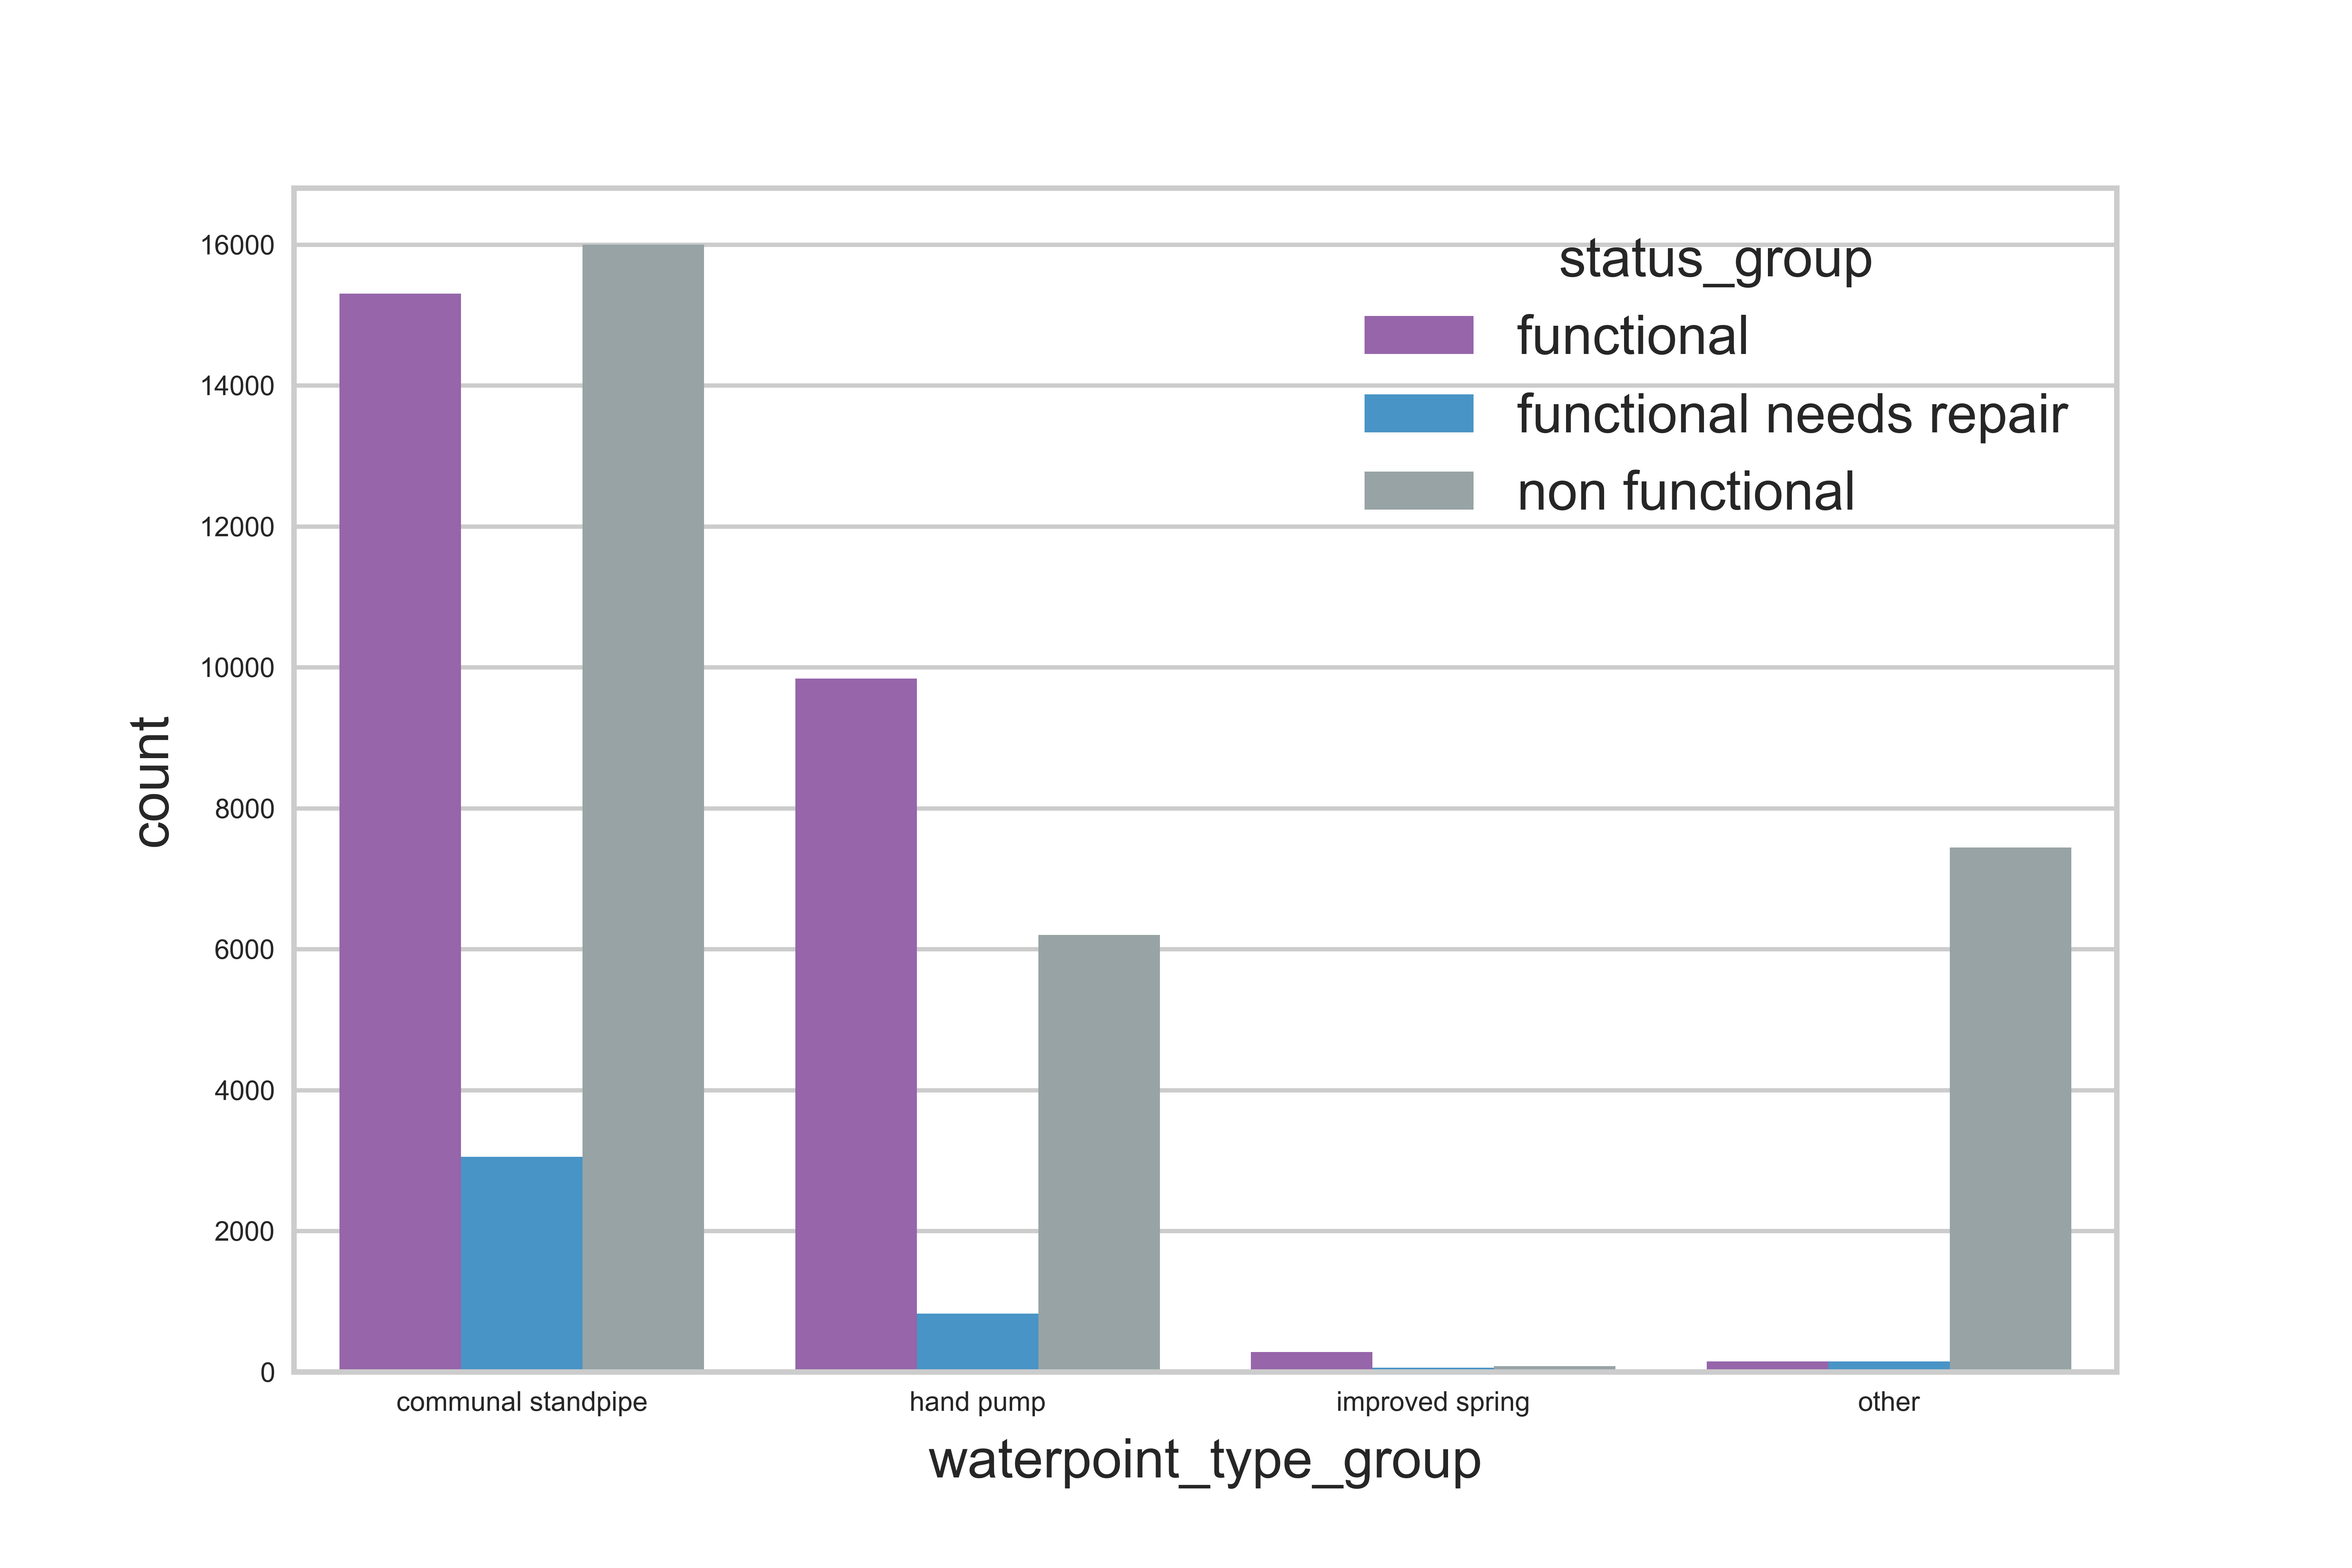 status_group
functional
functional needs repair
non functional
16000
14000
12000
10000
8000
6000
4000
2000
0
count
communal standpipe
hand pump
improved spring
other
waterpoint_type_group